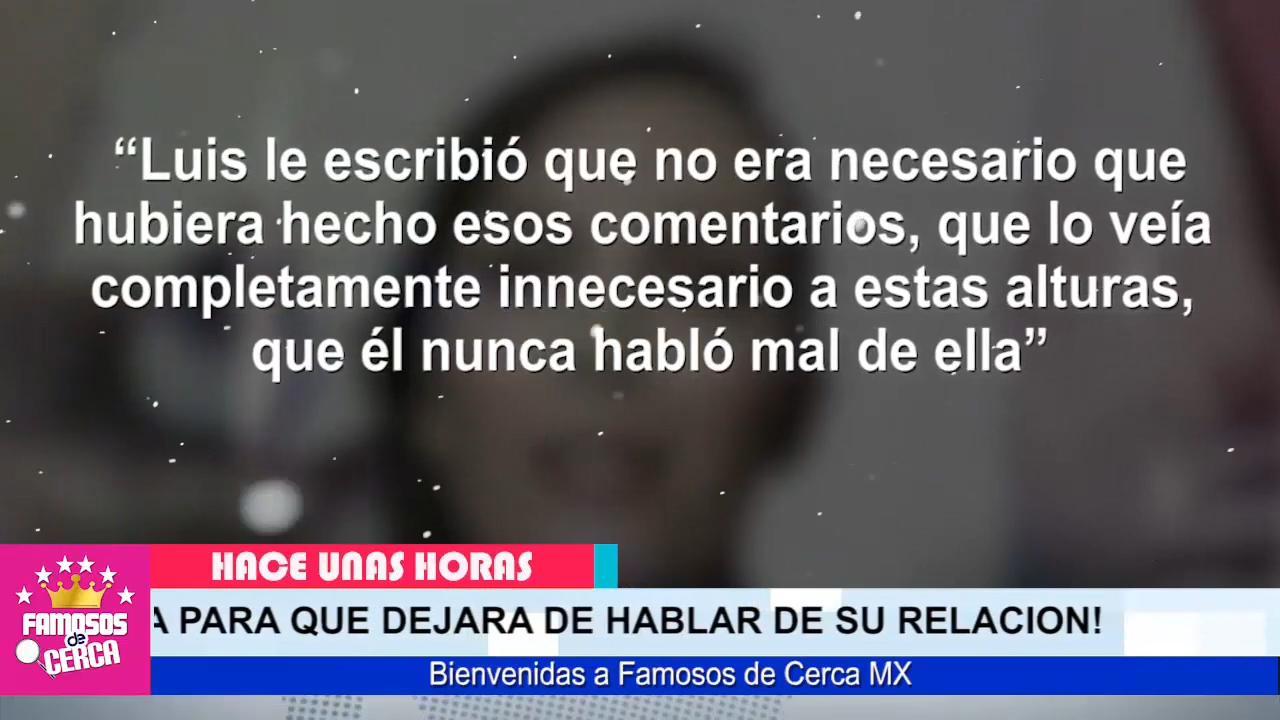 “Luis le escribió que no era necesario que
hubiera hecho esos comentarios, que lo veía
completamente innecesario a estas alturas,
que él nunca habló mal de ella”
HACE UNAS HORAS
A PARA QUE DEJARA DE HABLAR DE SU RELACION!
FAMOSOS
de
CERCA
Bienvenidas a Famosos de Cerca MX